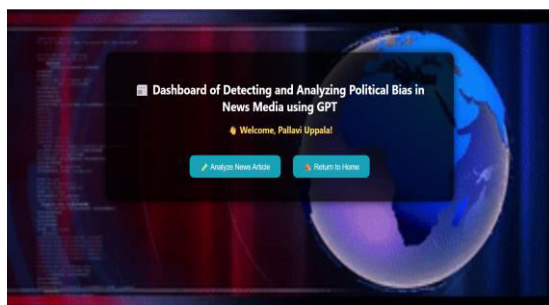 📰 Dashboard of Detecting and Analyzing Political Bias in
News Media using GPT
👋 Welcome, Pallavi Uppala!
Analyze News Article
Return to Home